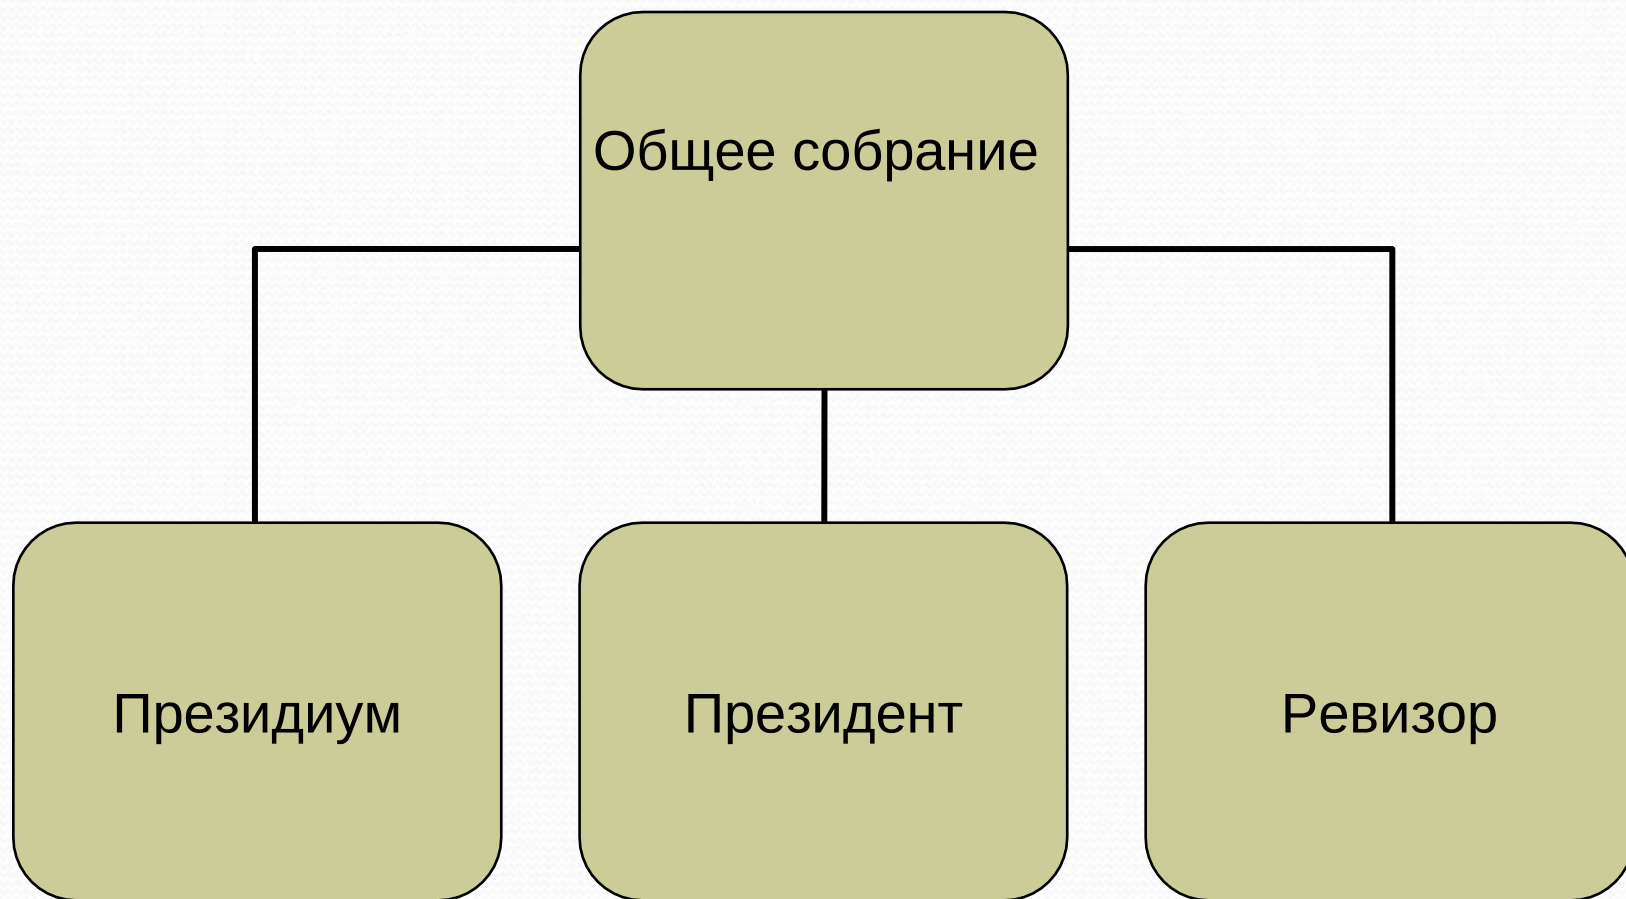 Общее собрание
Президиум
Президент
Ревизор